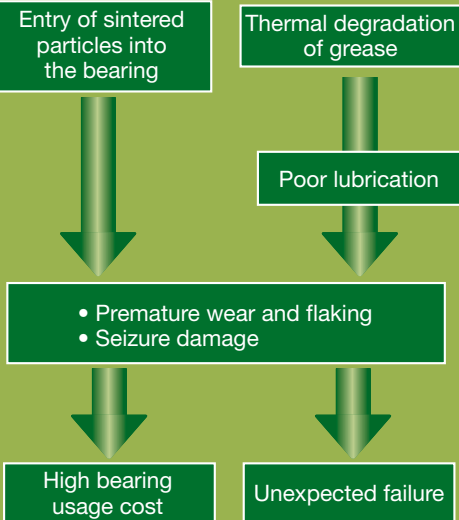 Entry of sintered
particles into
the bearing
Thermal degradation
of grease
Poor lubrication
• Premature wear and flaking
• Seizure damage
High bearing
usage cost
Unexpected failure